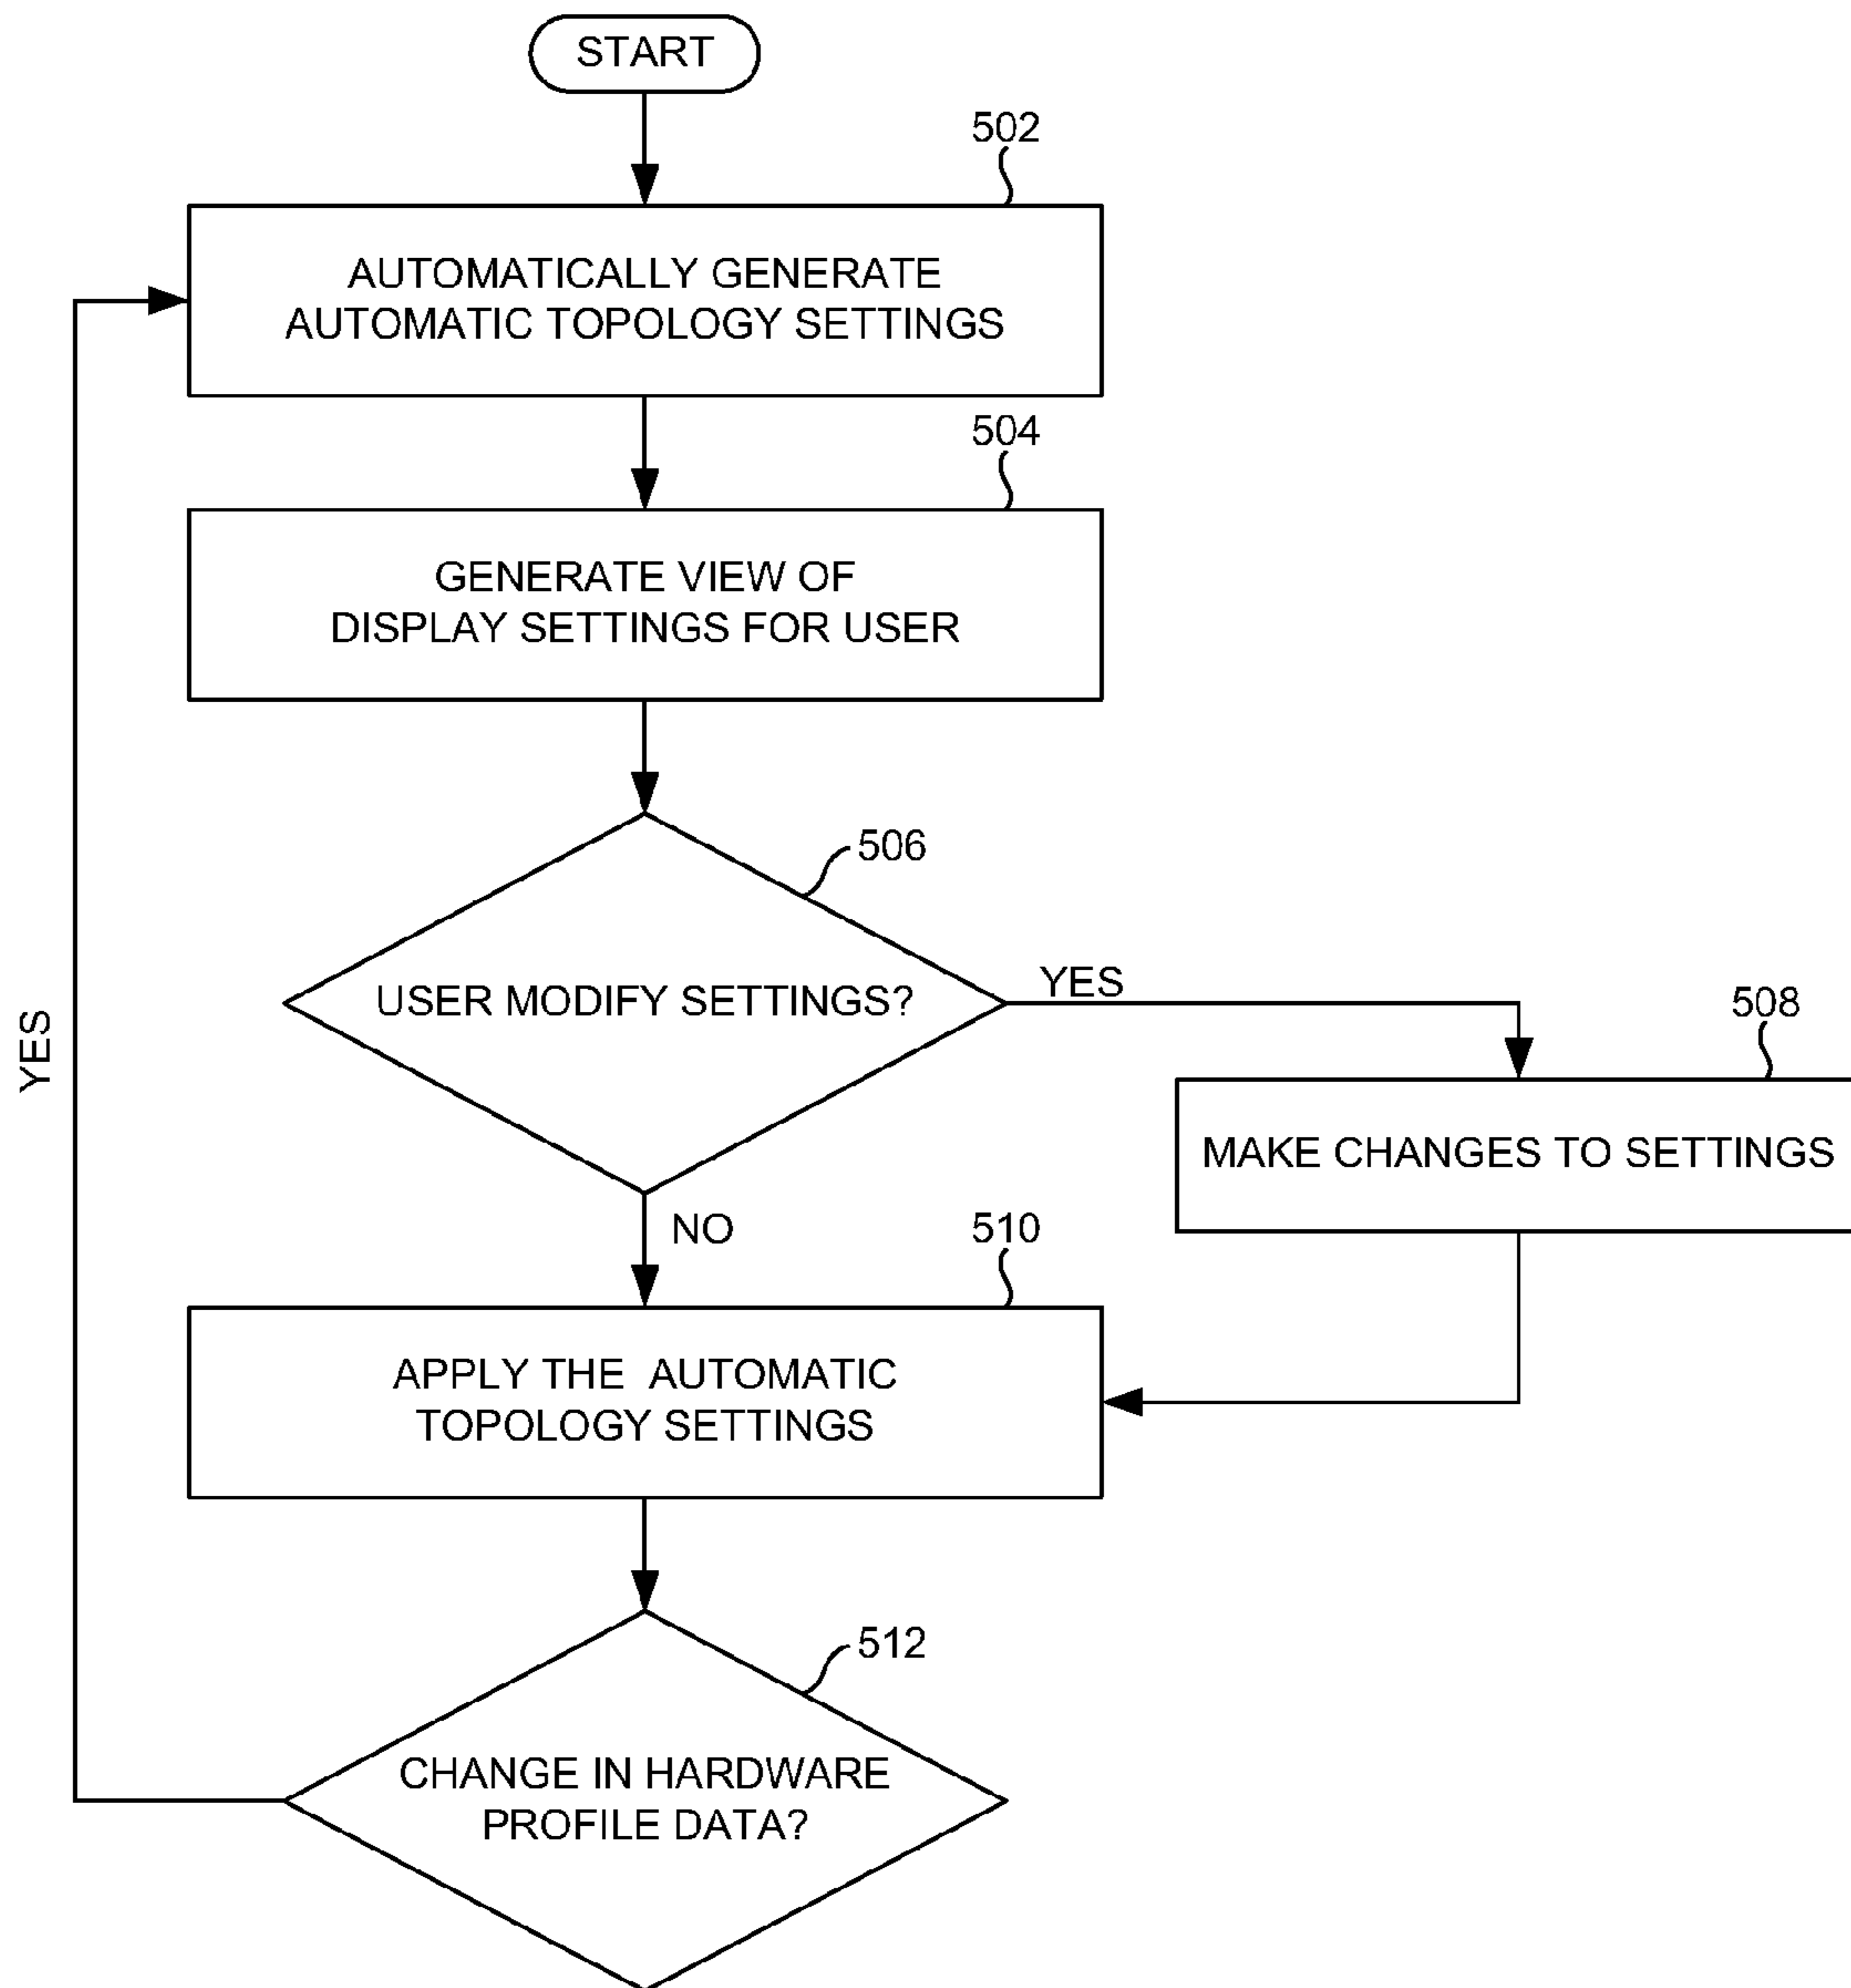 START
502
AUTOMATICALLY GENERATE
AUTOMATIC TOPOLOGY SETTINGS
504
GENERATE VIEW OF
DISPLAY SETTINGS FOR USER
506
USER MODIFY SETTINGS?
YES
508
MAKE CHANGES TO SETTINGS
YES
NO
510
APPLY THE AUTOMATIC
TOPOLOGY SETTINGS
512
CHANGE IN HARDWARE
PROFILE DATA?